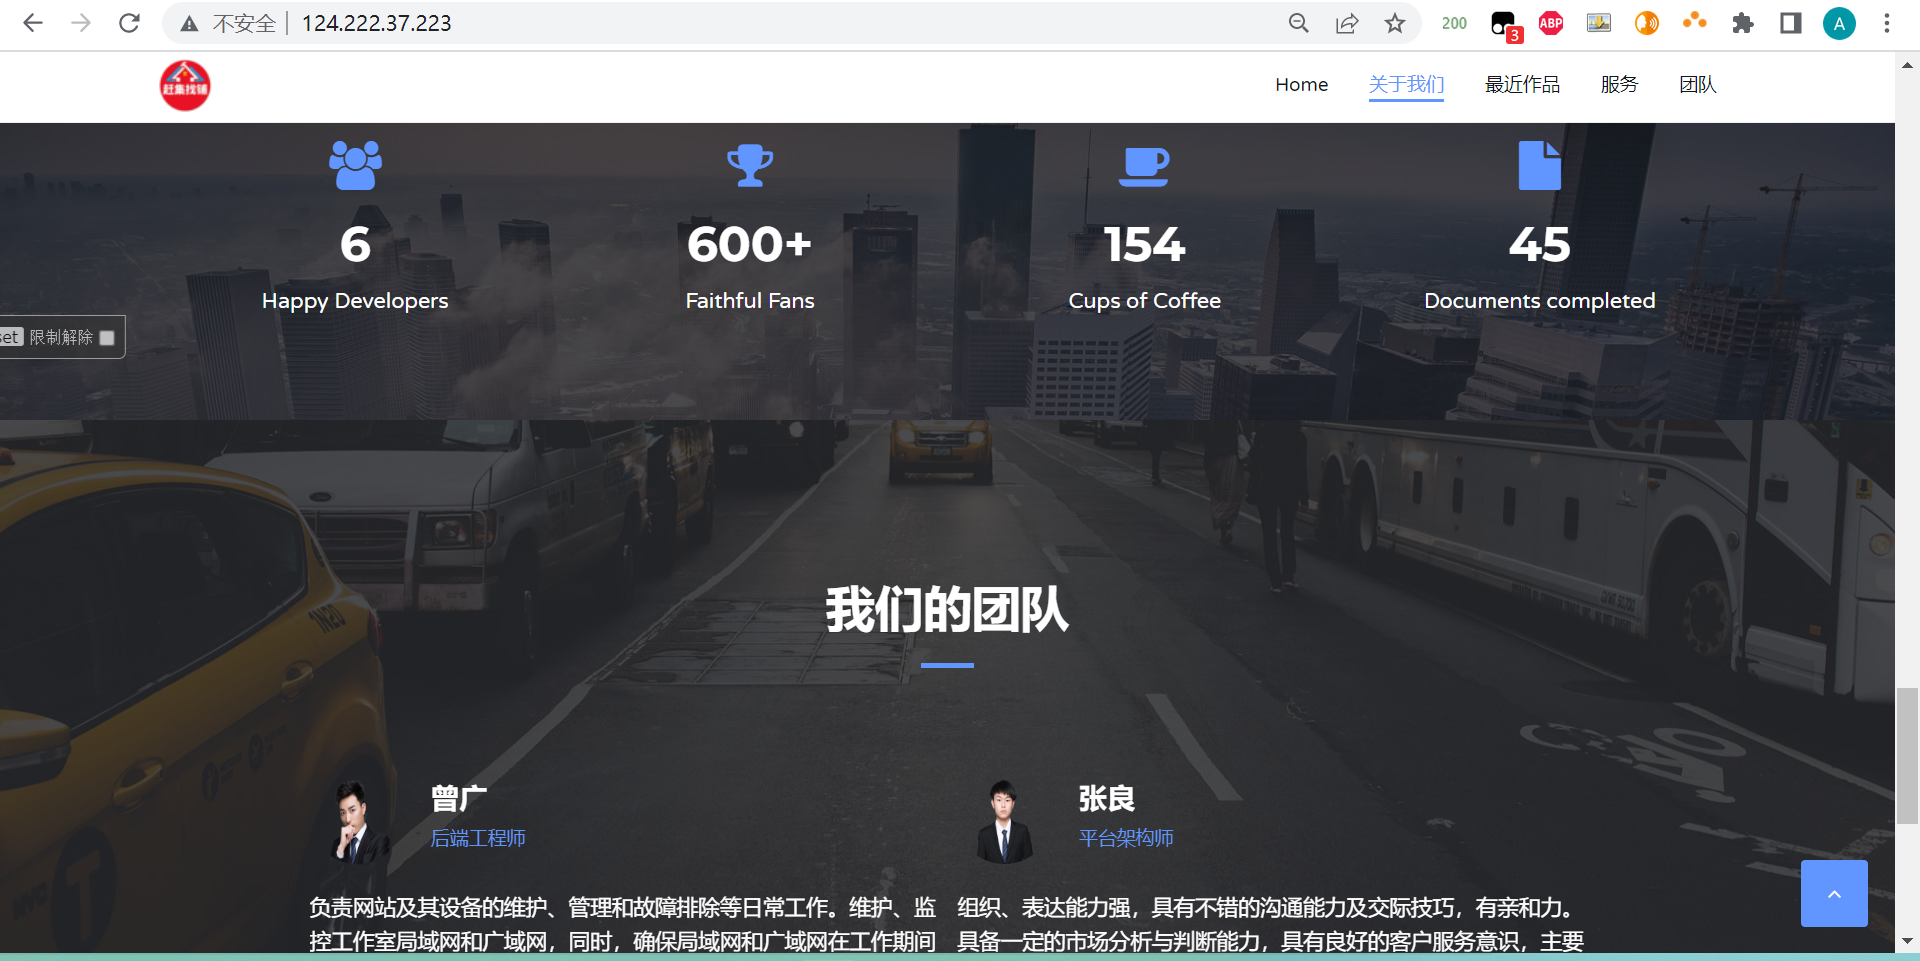 不安全
124.222.37.223
200
3
ABP
A
赶集找铺
Home
关于我们
最近作品
服务
团队
6
600+
154
45
Happy Developers
Faithful Fans
Cups of Coffee
Documents completed
set 限制解除
1N20
我们的团队
曾广
后端工程师
张良
平台架构师
NYC T
负责网站及其设备的维护、管理和故障排除等日常工作。维护、监
控工作室局域网和广域网，同时，确保局域网和广域网在工作期间
组织、表达能力强，具有不错的沟通能力及交际技巧，有亲和力。
具备一定的市场分析与判断能力，具有良好的客户服务意识，主要